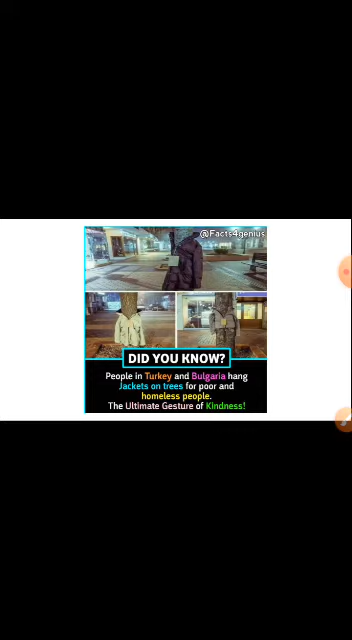 @Facts4genius
DID YOU KNOW?
People in Turkey and Bulgaria hang
Jackets on trees for poor and
homeless people.
The Ultimate Gesture of Kindness!